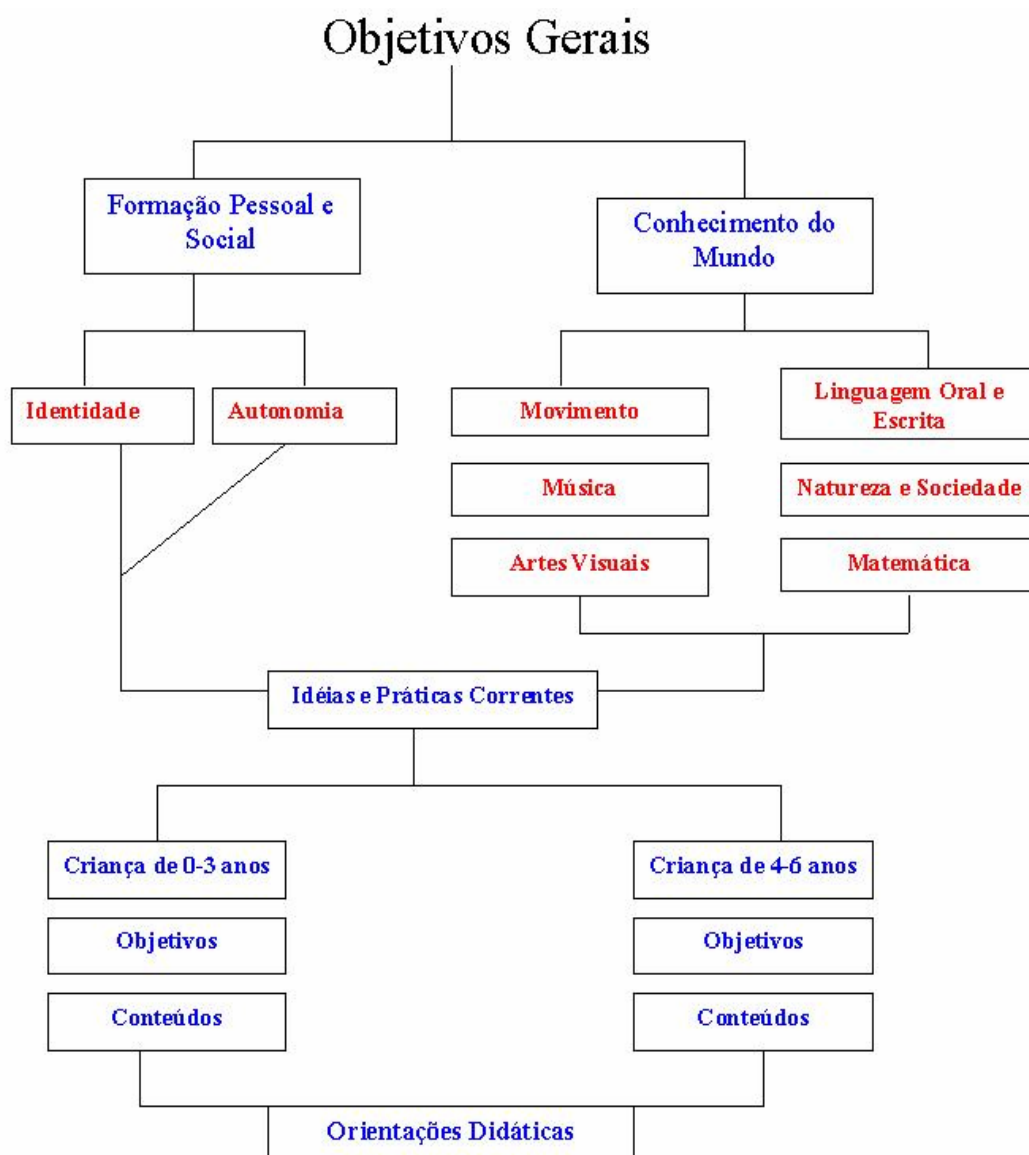 Objetivos Gerais
Formação Pessoal e
Social
Conhecimento do
Mundo
Identidade
Autonomia
Movimento
Linguagem Oral e
Escrita
Música
Natureza e Sociedade
Artes Visuais
Matemática
Idéias e Práticas Correntes
Criança de 0-3 anos
Criança de 4-6 anos
Objetivos
Objetivos
Conteúdos
Conteúdos
Orientações Didáticas